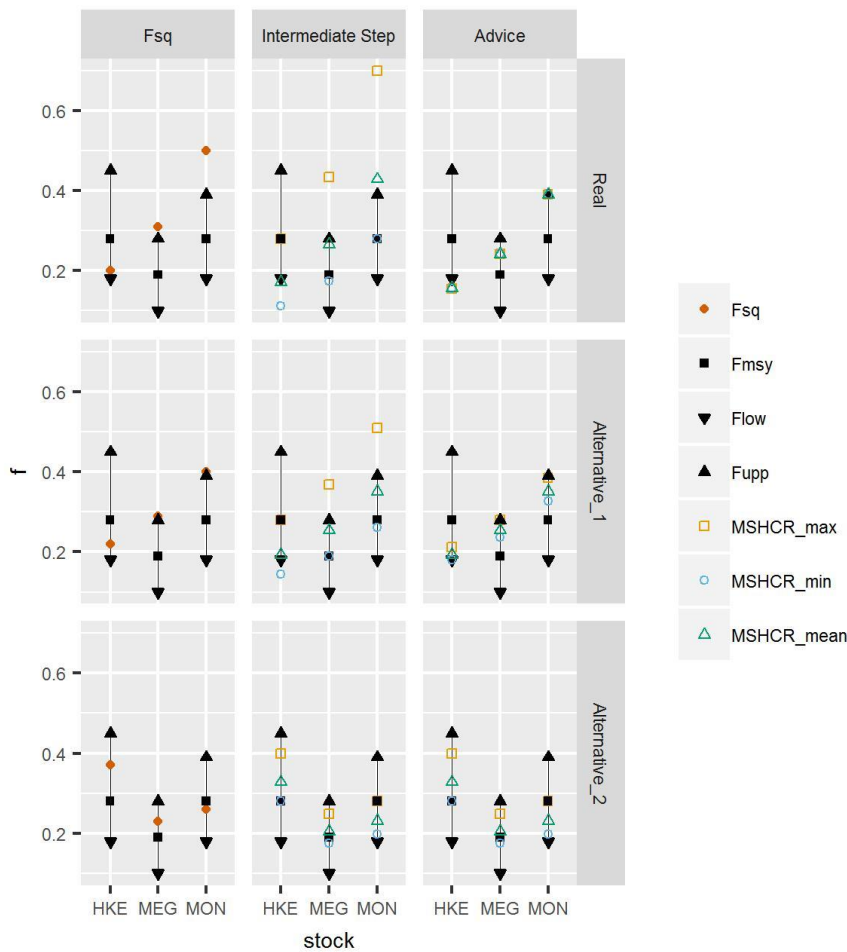 Fsq Intermediate Step Advice
0.6
0.4
0.2
Real
0.6
0.4
0.2
Alternative_1
0.6
0.4
0.2
Alternative_2
f
HKE MEG MON HKE MEG MON HKE MEG MON
stock
Fsq
Fmsy
Flow
Fupp
MSHCR_max
MSHCR_min
MSHCR_mean